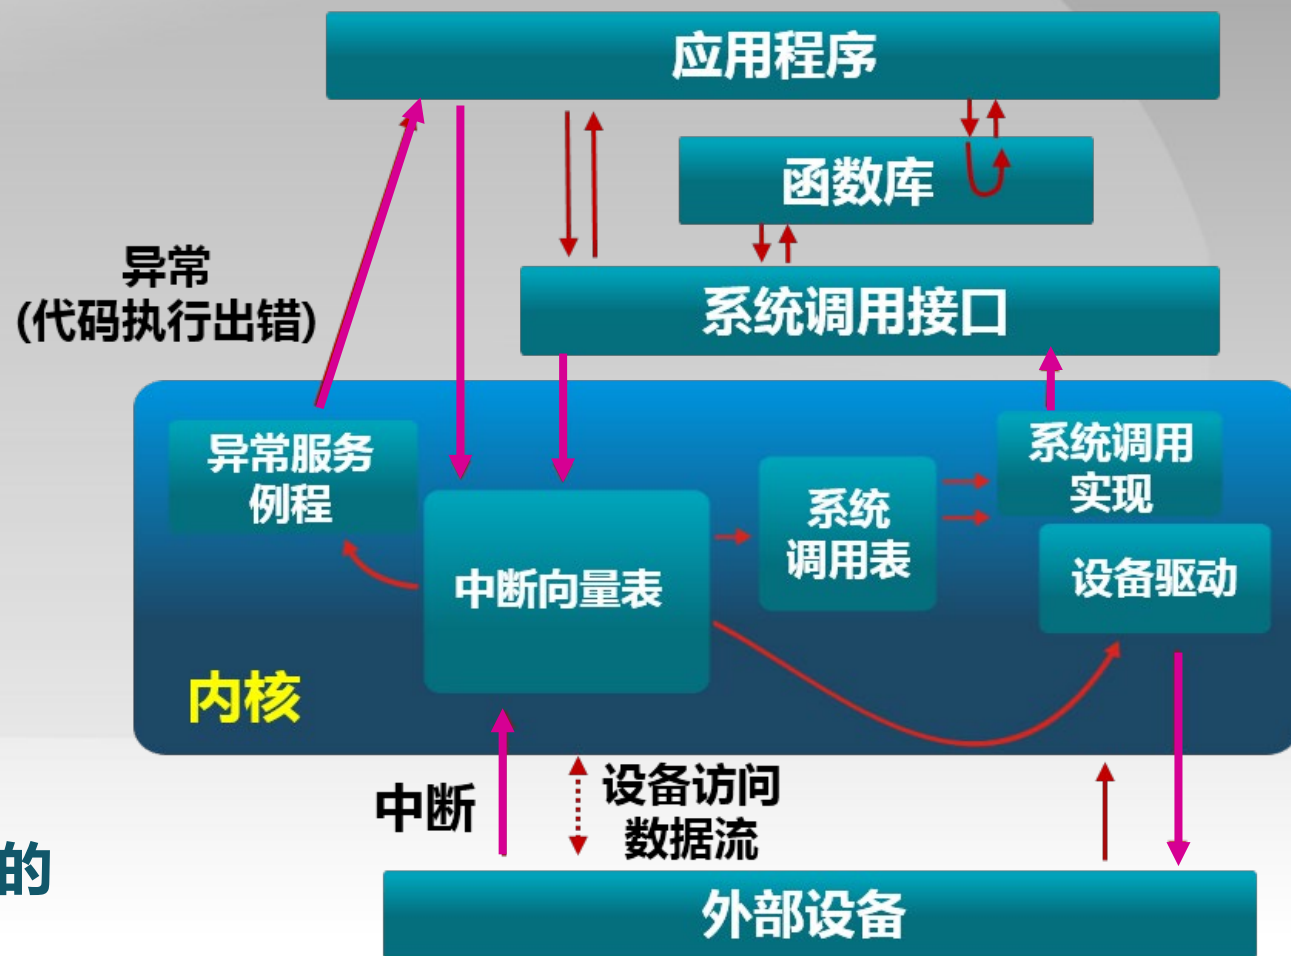 应用程序
函数库
异常
(代码执行出错)
系统调用接口
异常服务
例程
中断向量表
系统
调用表
系统调用
实现
设备驱动
内核
中断
设备访问
数据流
的
外部设备